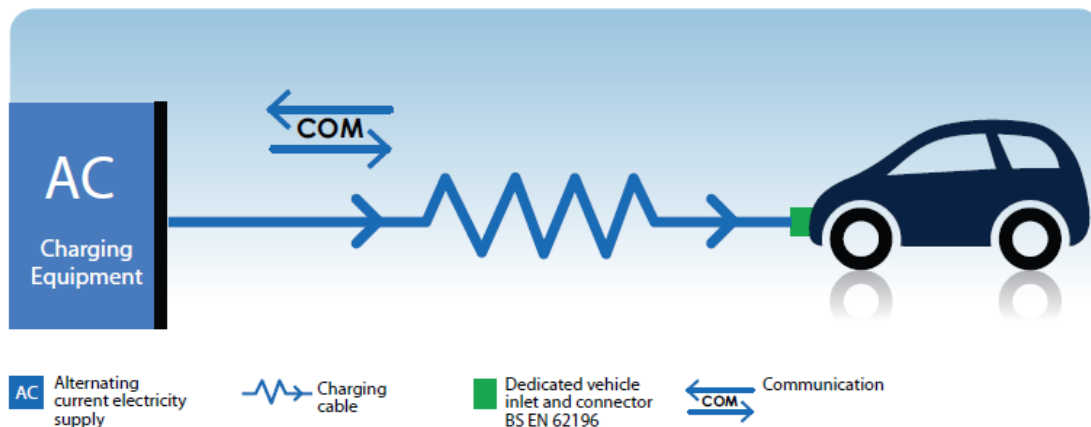 COM
AC
Charging
Equipment
AC
Alternating
current electricity
supply
Charging
cable
Dedicated vehicle
inlet and connector
BS EN 62196
COM
Communication